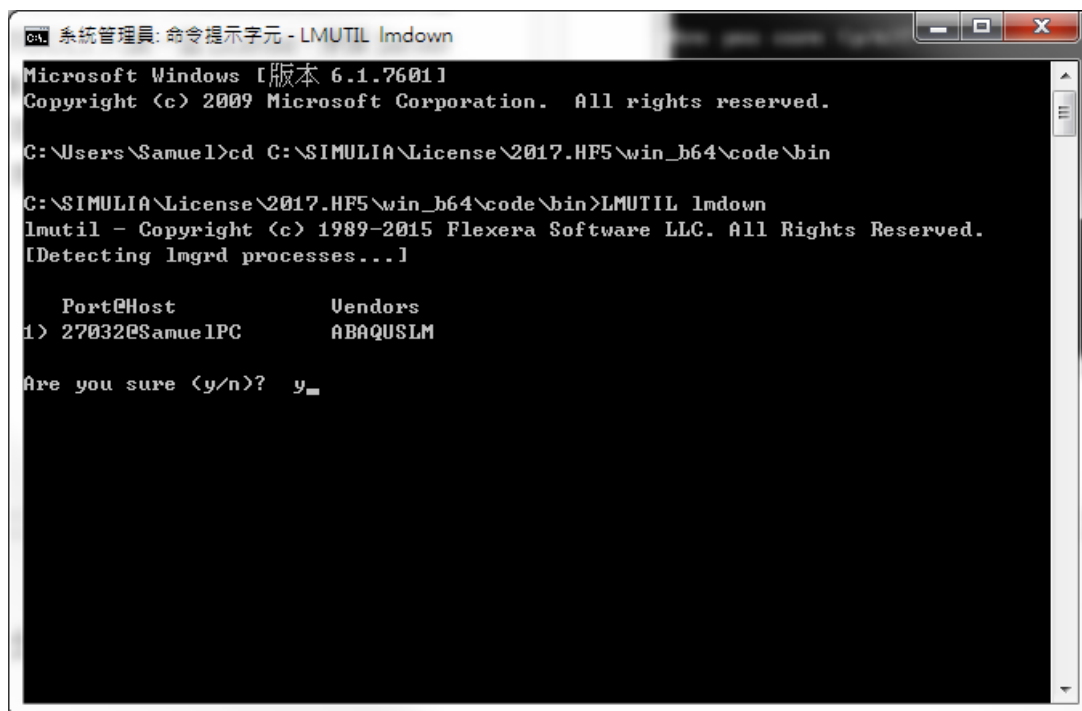 系統管理員: 命令提示字元 - LMUTIL lmdown
Microsoft Windows [版本 6.1.7601]
Copyright (c) 2009 Microsoft Corporation.  All rights reserved.
C:\Users\Samuel>cd C:\SIMULIA\License\2017.HF5\win_b64\code\bin
C:\SIMULIA\License\2017.HF5\win_b64\code\bin>LMUTIL lmdown
lmutil - Copyright (c) 1989-2015 Flexera Software LLC. All Rights Reserved.
[Detecting lmgrd processes...]
Port@Host Vendors
1) 27032@SamuelPC ABAQUSLM
Are you sure (y/n)?  y